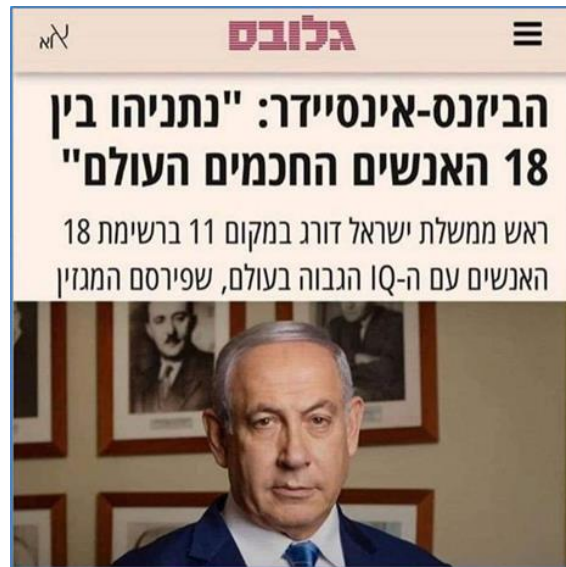 גלובס
אא
הביזנס-אינסיידר: "נתניהו בין
18 האנשים החכמים העולם"
ראש ממשלת ישראל דורג במקום 11 ברשימת 18
האנשים עם ה-IQ הגבוה בעולם, שפירסם המגזין